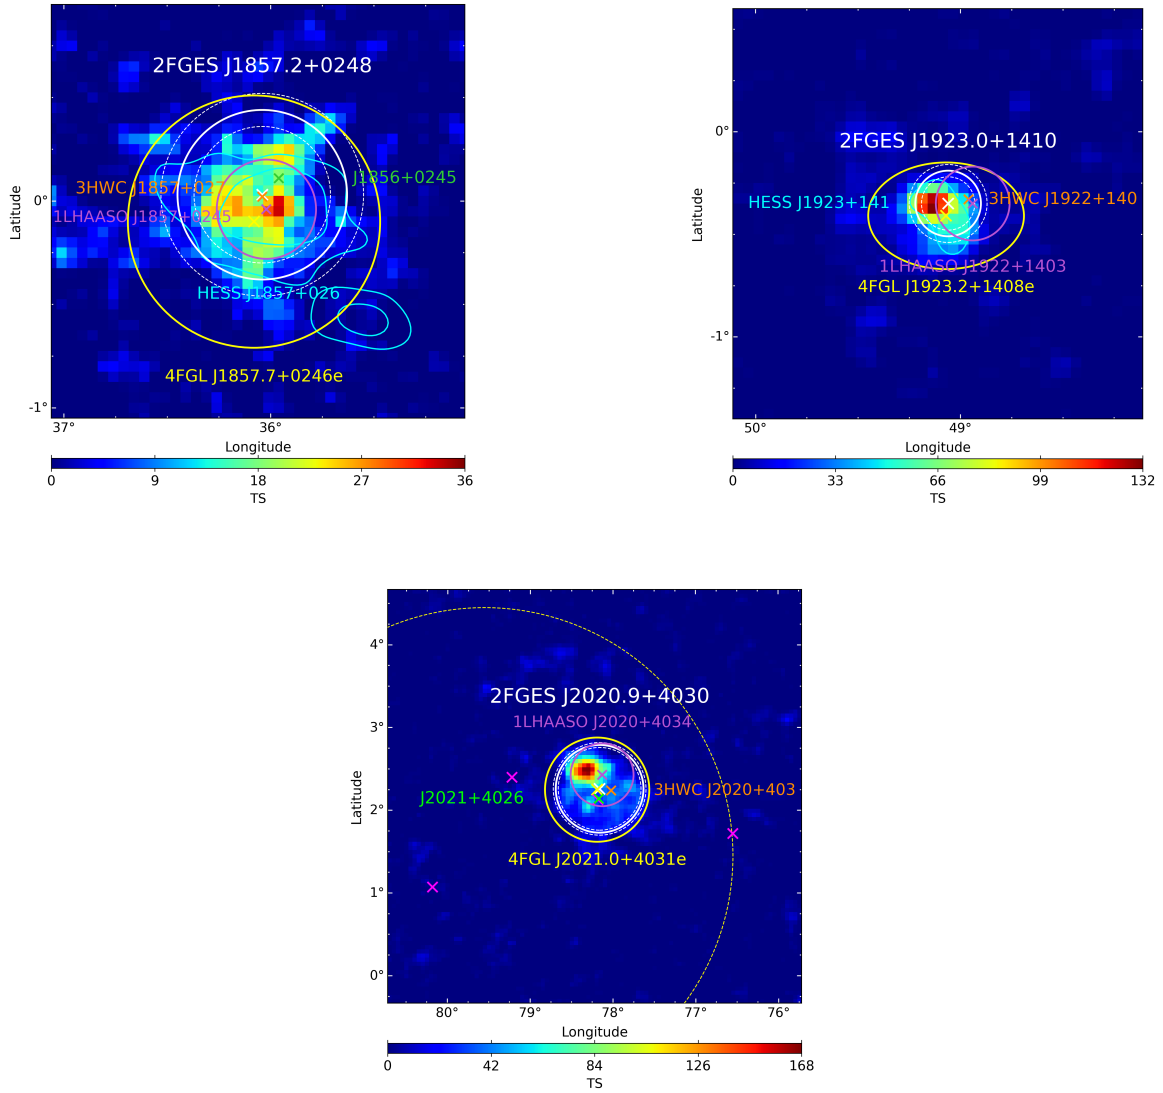 2FGES J1857.2+0248
J1856+0245
3HWC J1857+027
1LHAASO J1857+0245
HESS J1857+026
4FGL J1857.7+0246e
Latitude
0°
-1°
37°
36°
Longitude
0
9
18
27
36
TS
2FGES J1923.0+1410
HESS J1923+141
3HWC J1922+140
1LHAASO J1922+1403
4FGL J1923.2+1408e
Latitude
0°
-1°
50°
49°
Longitude
0
33
66
99
132
TS
2FGES J2020.9+4030
1LHAASO J2020+4034
3HWC J2020+403
J2021+4026
4FGL J2021.0+4031e
Latitude
4°
3°
2°
1°
0°
80°
79°
78°
77°
76°
Longitude
0
42
84
126
168
TS